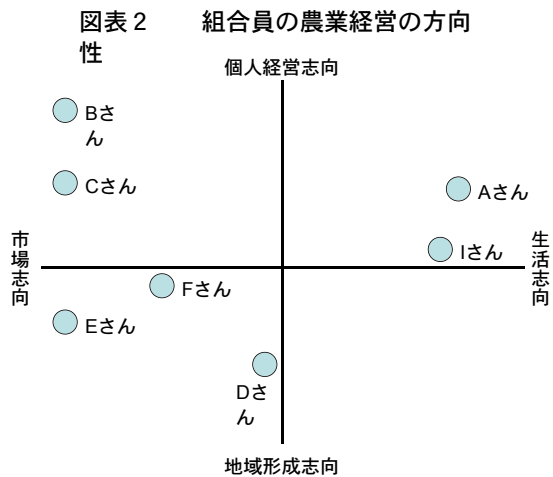 図表2　　組合員の農業経営の方向
性
個人経営志向
Bさ
ん
Cさん
Aさん
市場志向
生活志向
Iさん
Fさん
Eさん
Dさ
ん
地域形成志向